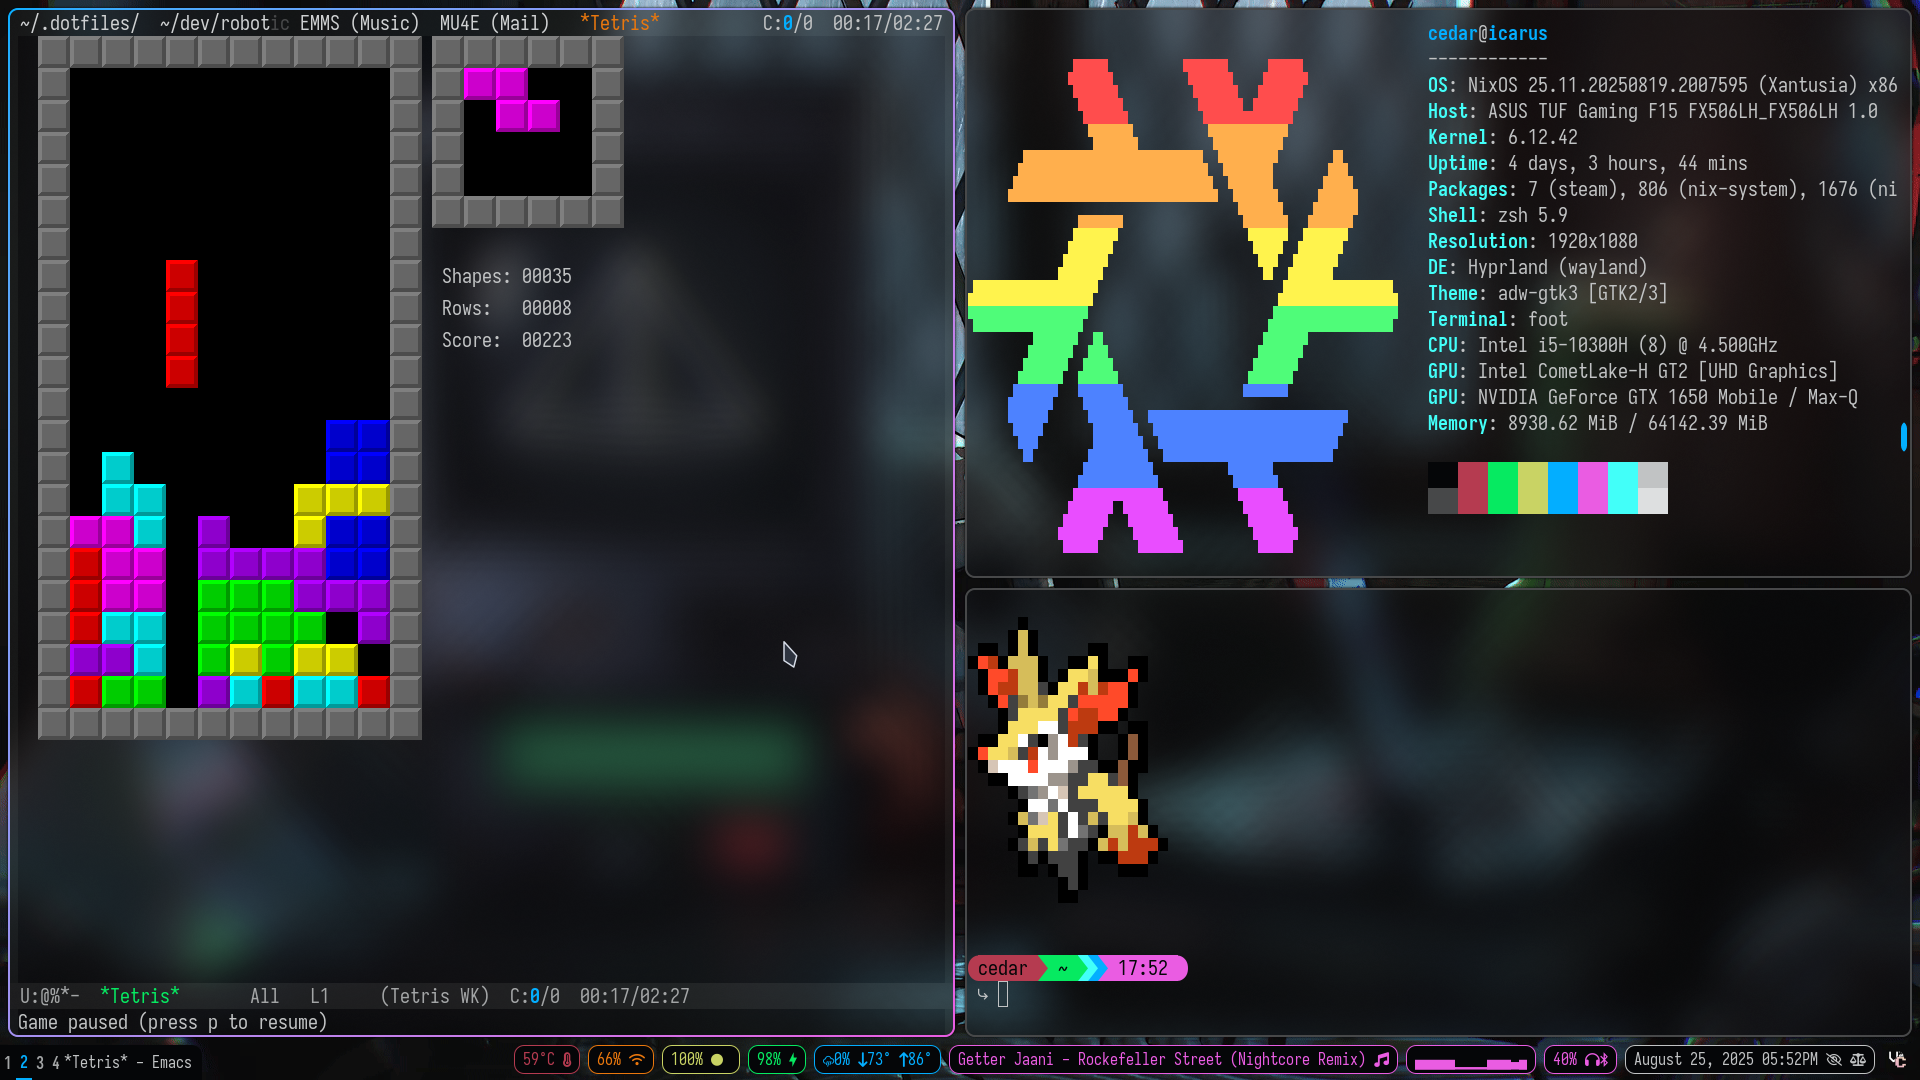 ~/.dotfiles/  ~/dev/robotic EMMS (Music)  MU4E (Mail)   *Tetris*          C:0/0  00:17/02:27
Shapes: 00035
Rows:   00008
Score:  00223
U:@%*-  *Tetris*       All   L1     (Tetris WK)  C:0/0  00:17/02:27
Game paused (press p to resume)
cedar@icarus
------------
OS: NixOS 25.11.20250819.2007595 (Xantusia) x86
Host: ASUS TUF Gaming F15 FX506LH_FX506LH 1.0
Kernel: 6.12.42
Uptime: 4 days, 3 hours, 44 mins
Packages: 7 (steam), 806 (nix-system), 1676 (ni
Shell: zsh 5.9
Resolution: 1920x1080
DE: Hyprland (wayland)
Theme: adw-gtk3 [GTK2/3]
Terminal: foot
CPU: Intel i5-10300H (8) @ 4.500GHz
GPU: Intel CometLake-H GT2 [UHD Graphics]
GPU: NVIDIA GeForce GTX 1650 Mobile / Max-Q
Memory: 8930.62 MiB / 64142.39 MiB
cedar ~ 17:52
1 2 3 4 *Tetris* - Emacs 59°C 66% 100% 98% 0% ↓73° ↑86° Getter Jaani - Rockefeller Street (Nightcore Remix) 40% August 25, 2025 05:52PM